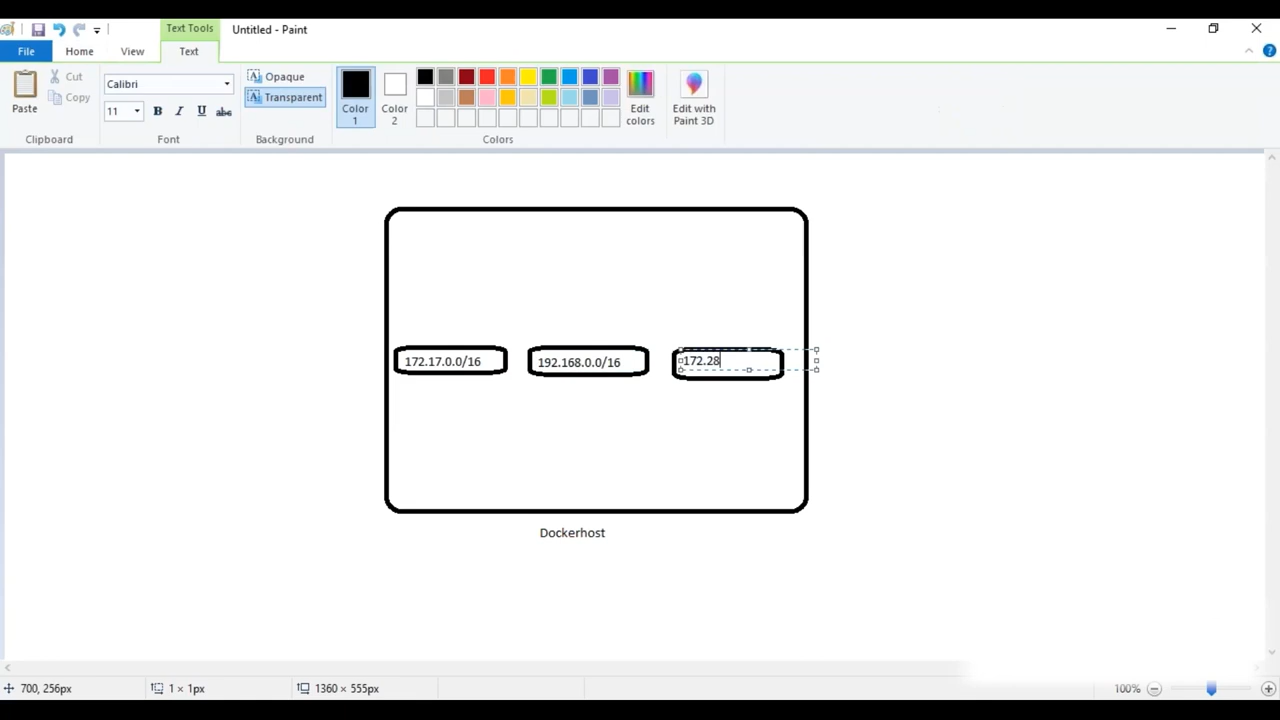 Text Tools
Untitled - Paint
File
Home
View
Text
Paste
Cut
Copy
Clipboard
Calibri
11
B I U abc
Font
Opaque
Transparent
Background
Color 1
Color 2
Edit colors
Colors
Edit with Paint 3D
172.17.0.0/16
192.168.0.0/16
172.28
Dockerhost
700, 256px
1 × 1px
1360 × 555px
100%